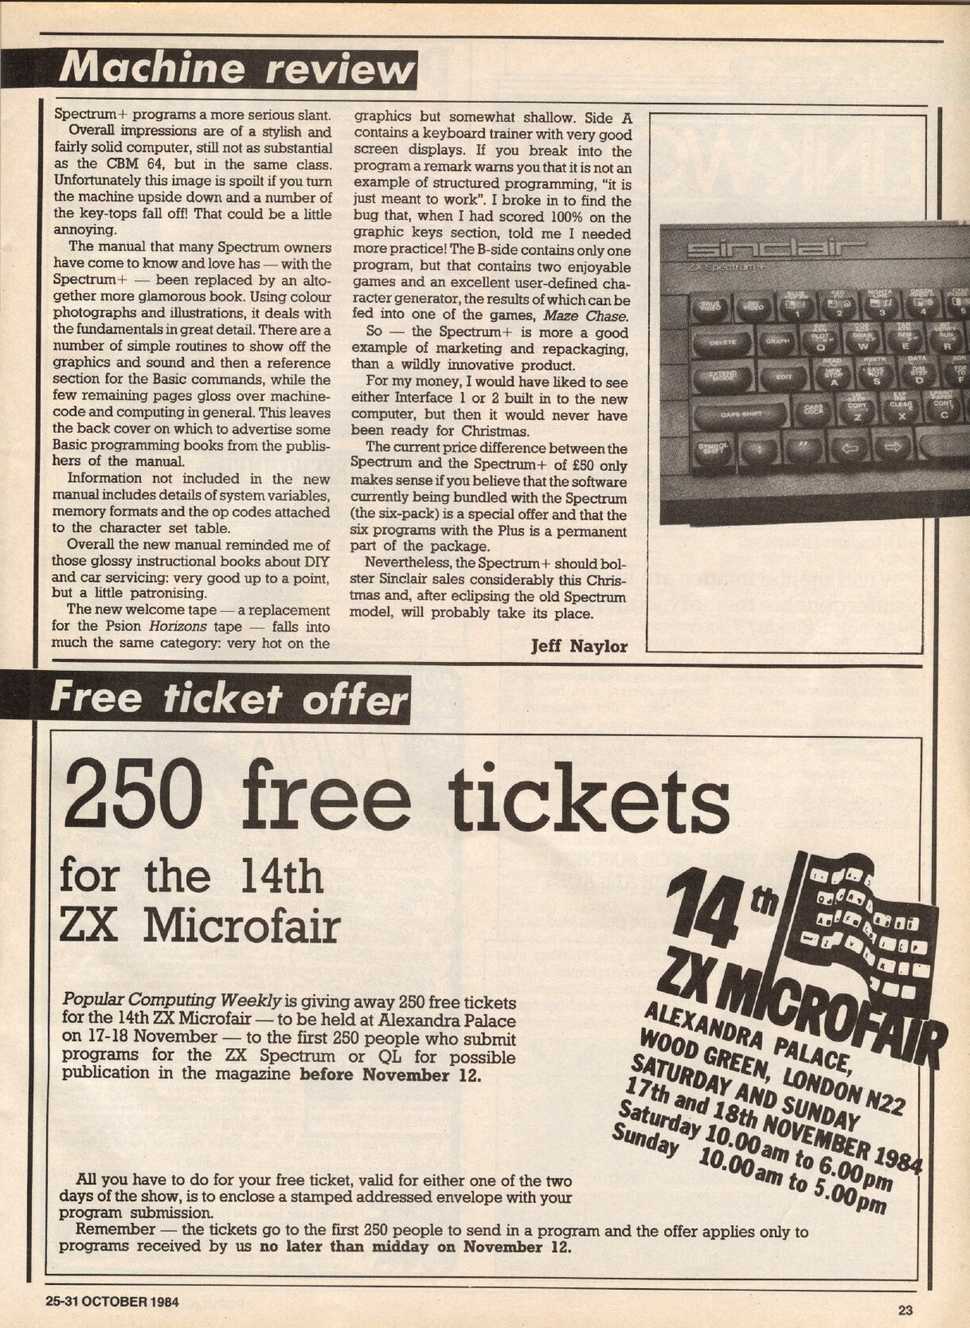 Machine review
Spectrum+ programs a more serious slant.
Overall impressions are of a stylish and
fairly solid computer, still not as substantial
as the CBM 64, but in the same class.
Unfortunately this image is spoilt if you turn
the machine upside down and a number of
the key-tops fall off! That could be a little
annoying.
The manual that many Spectrum owners
have come to know and love has — with the
Spectrum+ — been replaced by an alto-
gether more glamorous book. Using colour
photographs and illustrations, it deals with
the fundamentals in great detail. There are a
number of simple routines to show off the
graphics and sound and then a reference
section for the Basic commands, while the
few remaining pages gloss over machine-
code and computing in general. This leaves
the back cover on which to advertise some
Basic programming books from the publis-
hers of the manual.
Information not included in the new
manual includes details of system variables,
memory formats and the op codes attached
to the character set table.
Overall the new manual reminded me of
those glossy instructional books about DIY
and car servicing: very good up to a point,
but a little patronising.
The new welcome tape — a replacement
for the Psion Horizons tape — falls into
much the same category: very hot on the
graphics but somewhat shallow. Side A
contains a keyboard trainer with very good
screen displays. If you break into the
program a remark warns you that it is not an
example of structured programming, “it is
just meant to work”. I broke in to find the
bug that, when I had scored 100% on the
graphic keys section, told me I needed
more practice! The B-side contains only one
program, but that contains two enjoyable
games and an excellent user-defined cha-
racter generator, the results of which can be
fed into one of the games, Maze Chase.
So — the Spectrum+ is more a good
example of marketing and repackaging,
than a wildly innovative product.
For my money, I would have liked to see
either Interface 1 or 2 built in to the new
computer, but then it would never have
been ready for Christmas.
The current price difference between the
Spectrum and the Spectrum+ of £50 only
makes sense if you believe that the software
currently being bundled with the Spectrum
(the six-pack) is a special offer and that the
six programs with the Plus is a permanent
part of the package.
Nevertheless, the Spectrum+ should bol-
ster Sinclair sales considerably this Chris-
tmas and, after eclipsing the old Spectrum
model, will probably take its place.
Jeff Naylor
sinclair
ZX Spectrum+
1 2 3 4 5
DELETE GRAPH Q W E R
EXTEND MODE EDIT A S D F
CAPS SHIFT CAPS LOCK Z X C
SYMBOL SHIFT ; "
Free ticket offer
250 free tickets
for the 14th
ZX Microfair
Popular Computing Weekly is giving away 250 free tickets
for the 14th ZX Microfair — to be held at Alexandra Palace
on 17-18 November — to the first 250 people who submit
programs for the ZX Spectrum or QL for possible
publication in the magazine before November 12.
14th
ZX MICROFAIR
ALEXANDRA PALACE,
WOOD GREEN, LONDON N22
SATURDAY AND SUNDAY
17th and 18th NOVEMBER 1984
Saturday 10.00am to 6.00pm
Sunday 10.00am to 5.00pm
All you have to do for your free ticket, valid for either one of the two
days of the show, is to enclose a stamped addressed envelope with your
program submission.
Remember — the tickets go to the first 250 people to send in a program and the offer applies only to
programs received by us no later than midday on November 12.
25-31 OCTOBER 1984
23